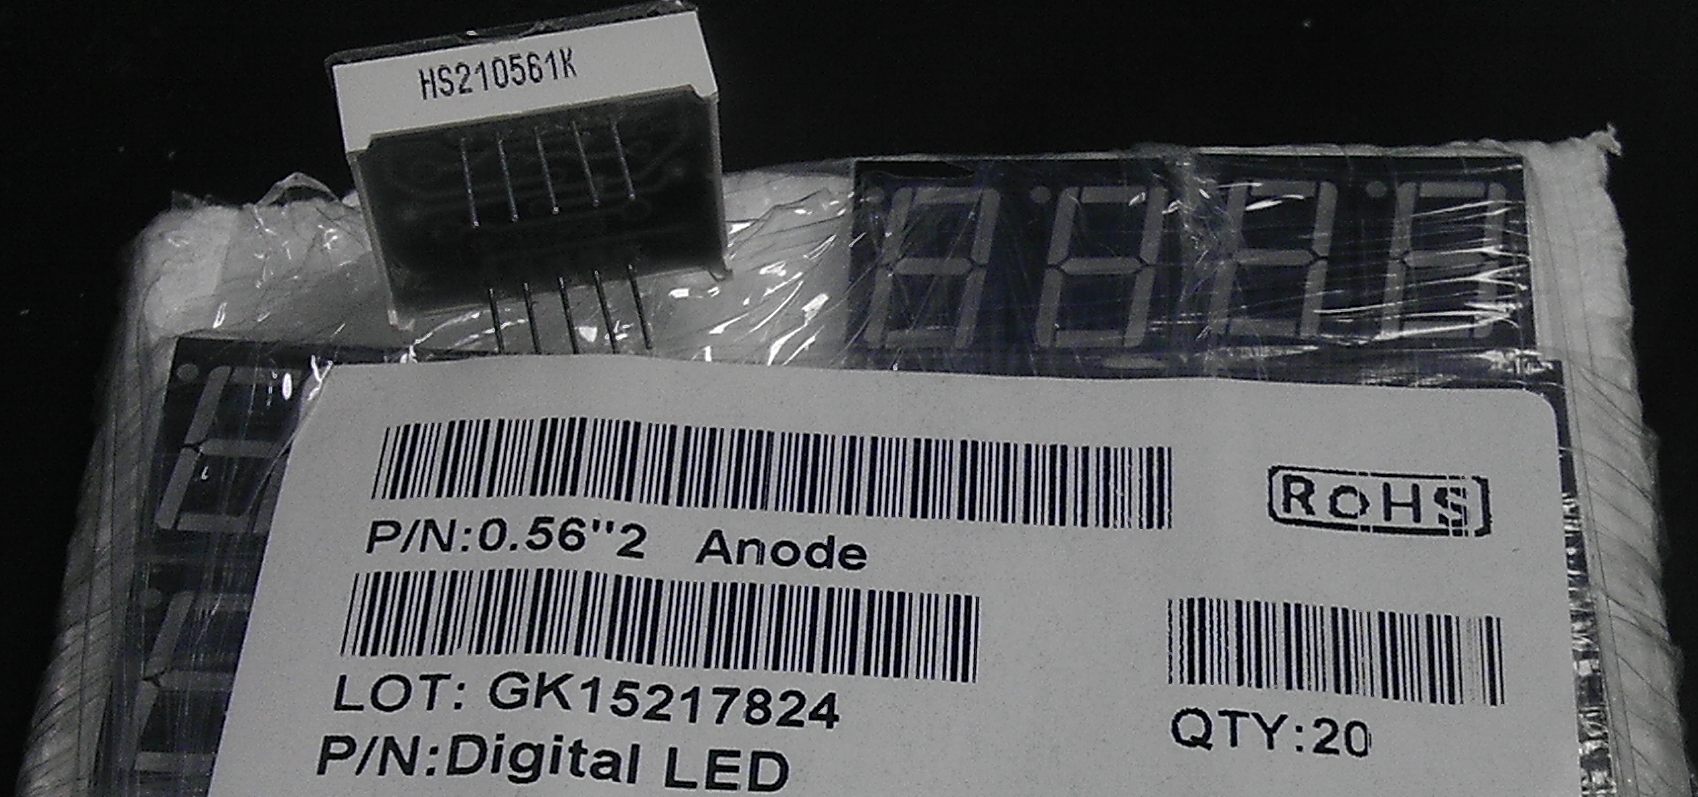 HS210561K
ROHS
P/N:0.56"2 Anode
LOT: GK15217824
QTY:20
P/N:Digital LED